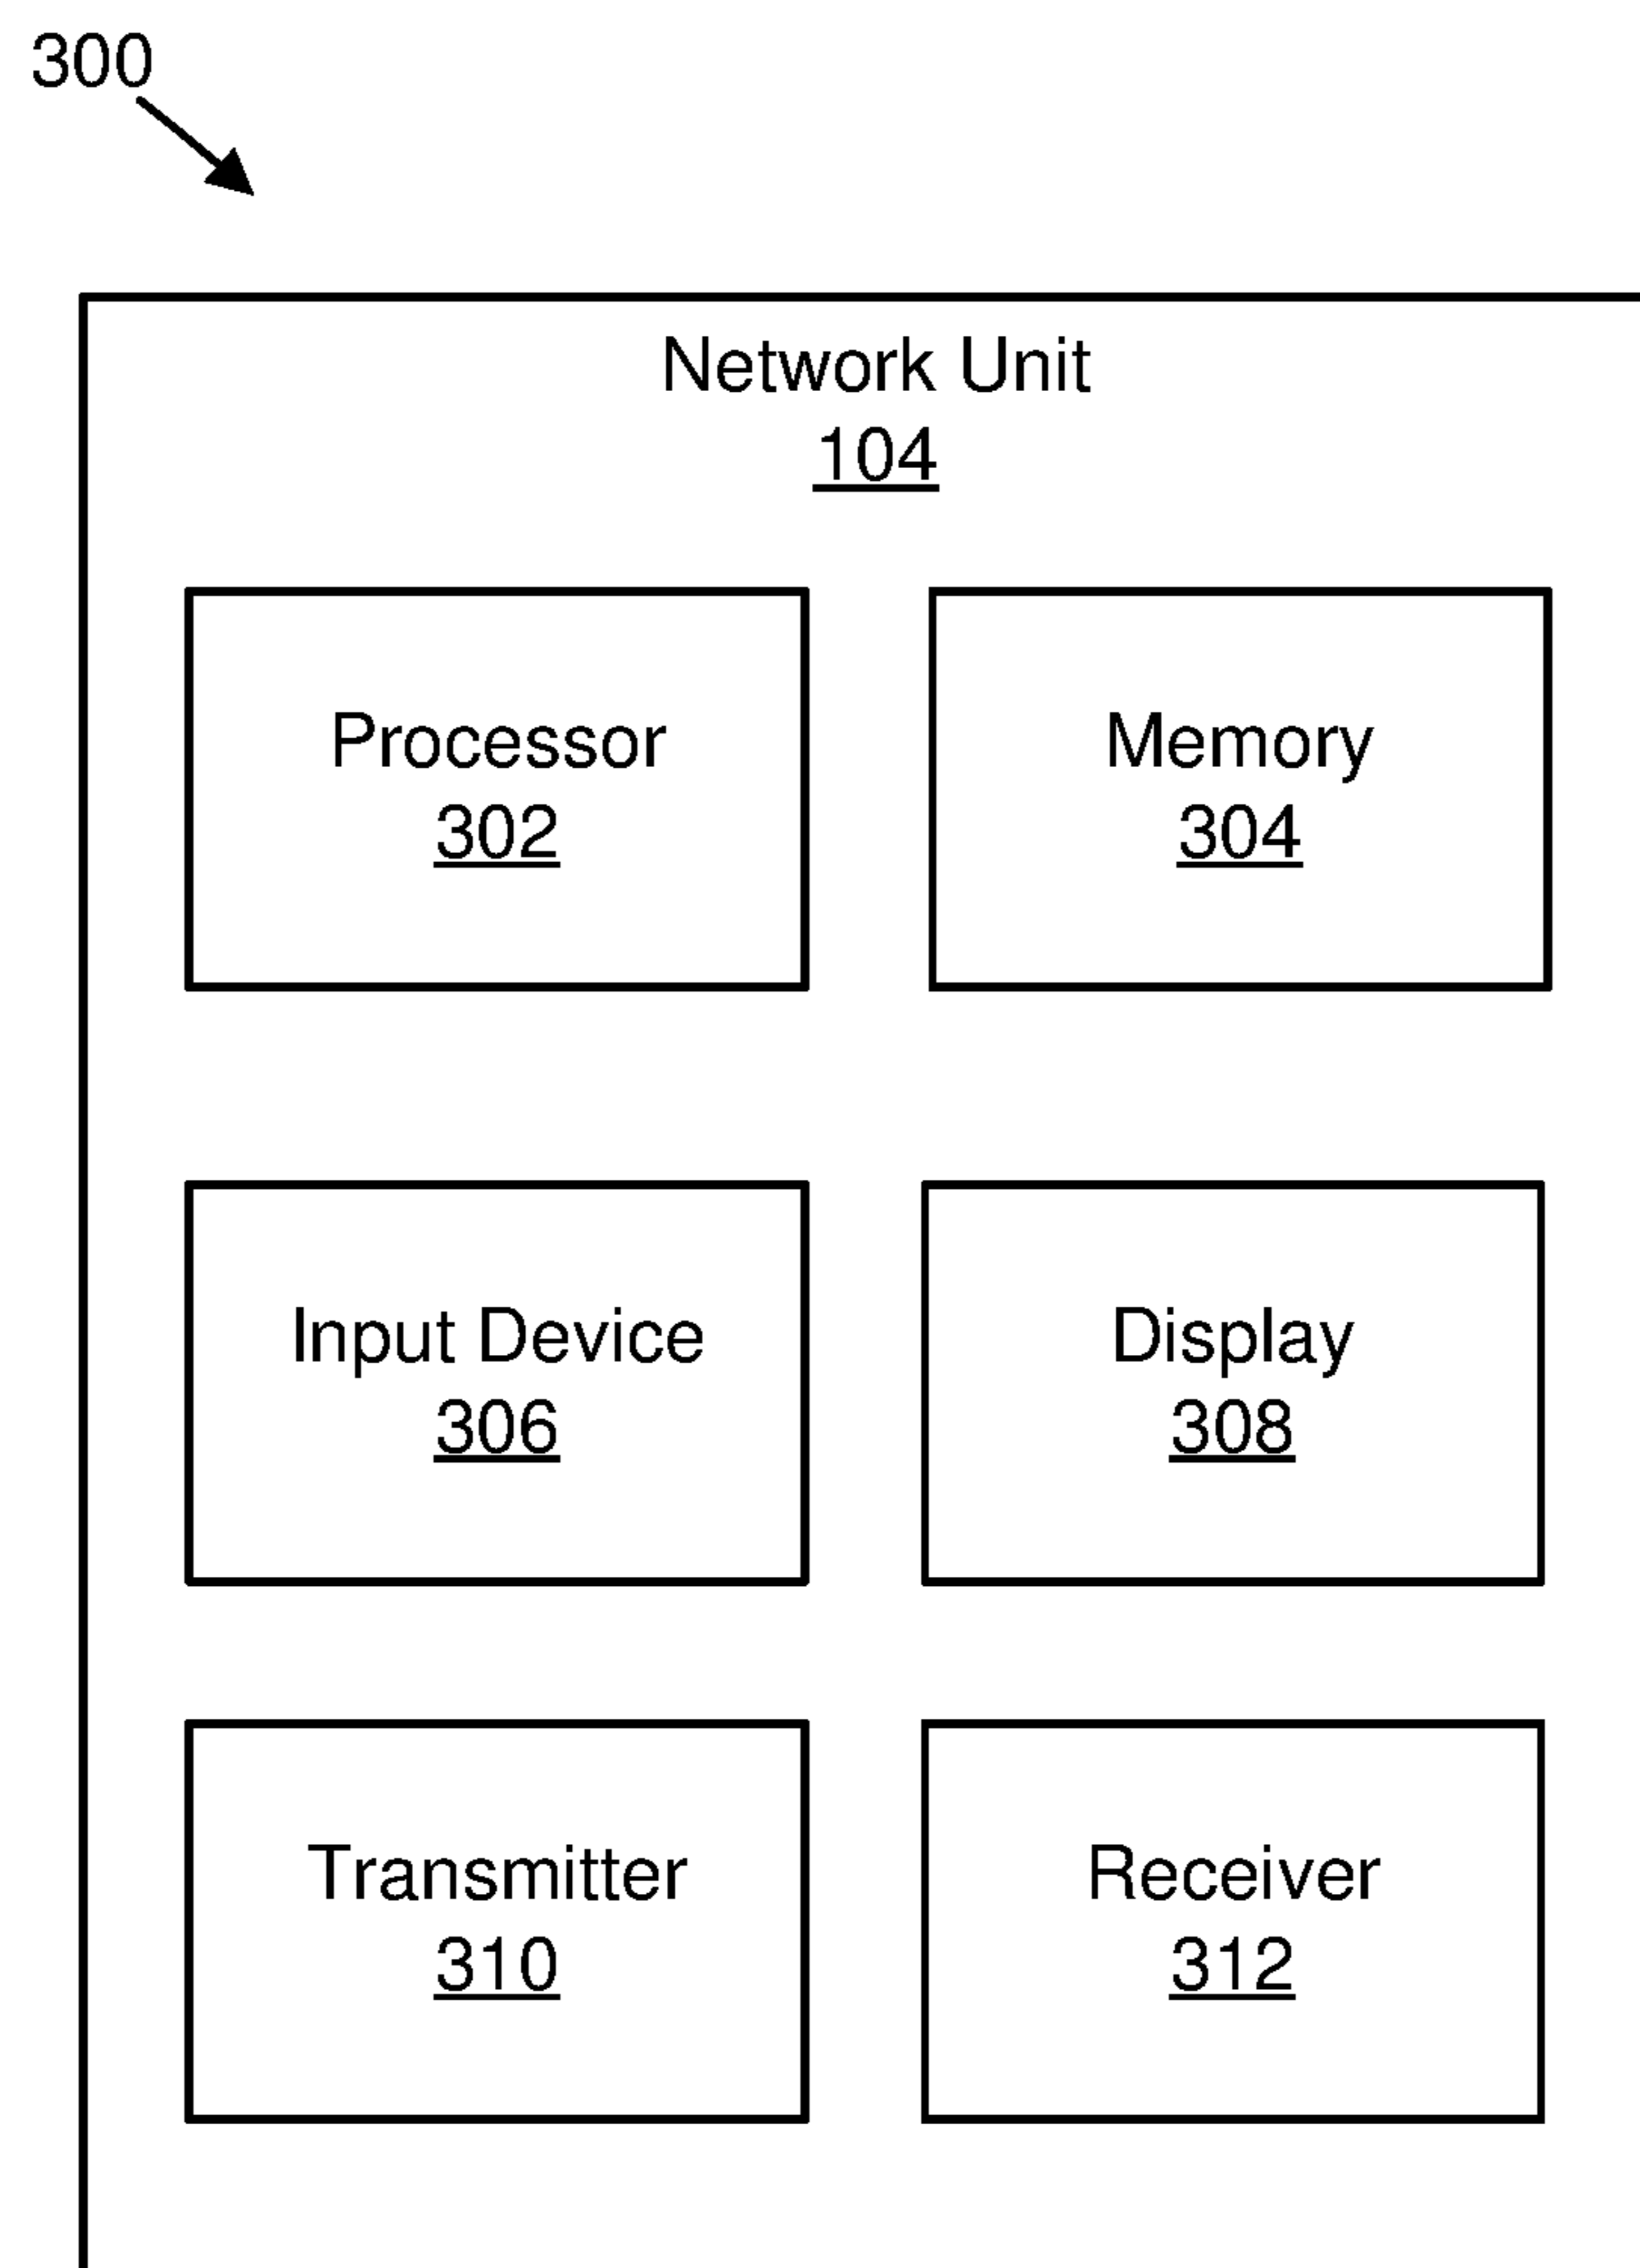 300
Network Unit
104
Processor
302
Memory
304
Input Device
306
Display
308
Transmitter
310
Receiver
312